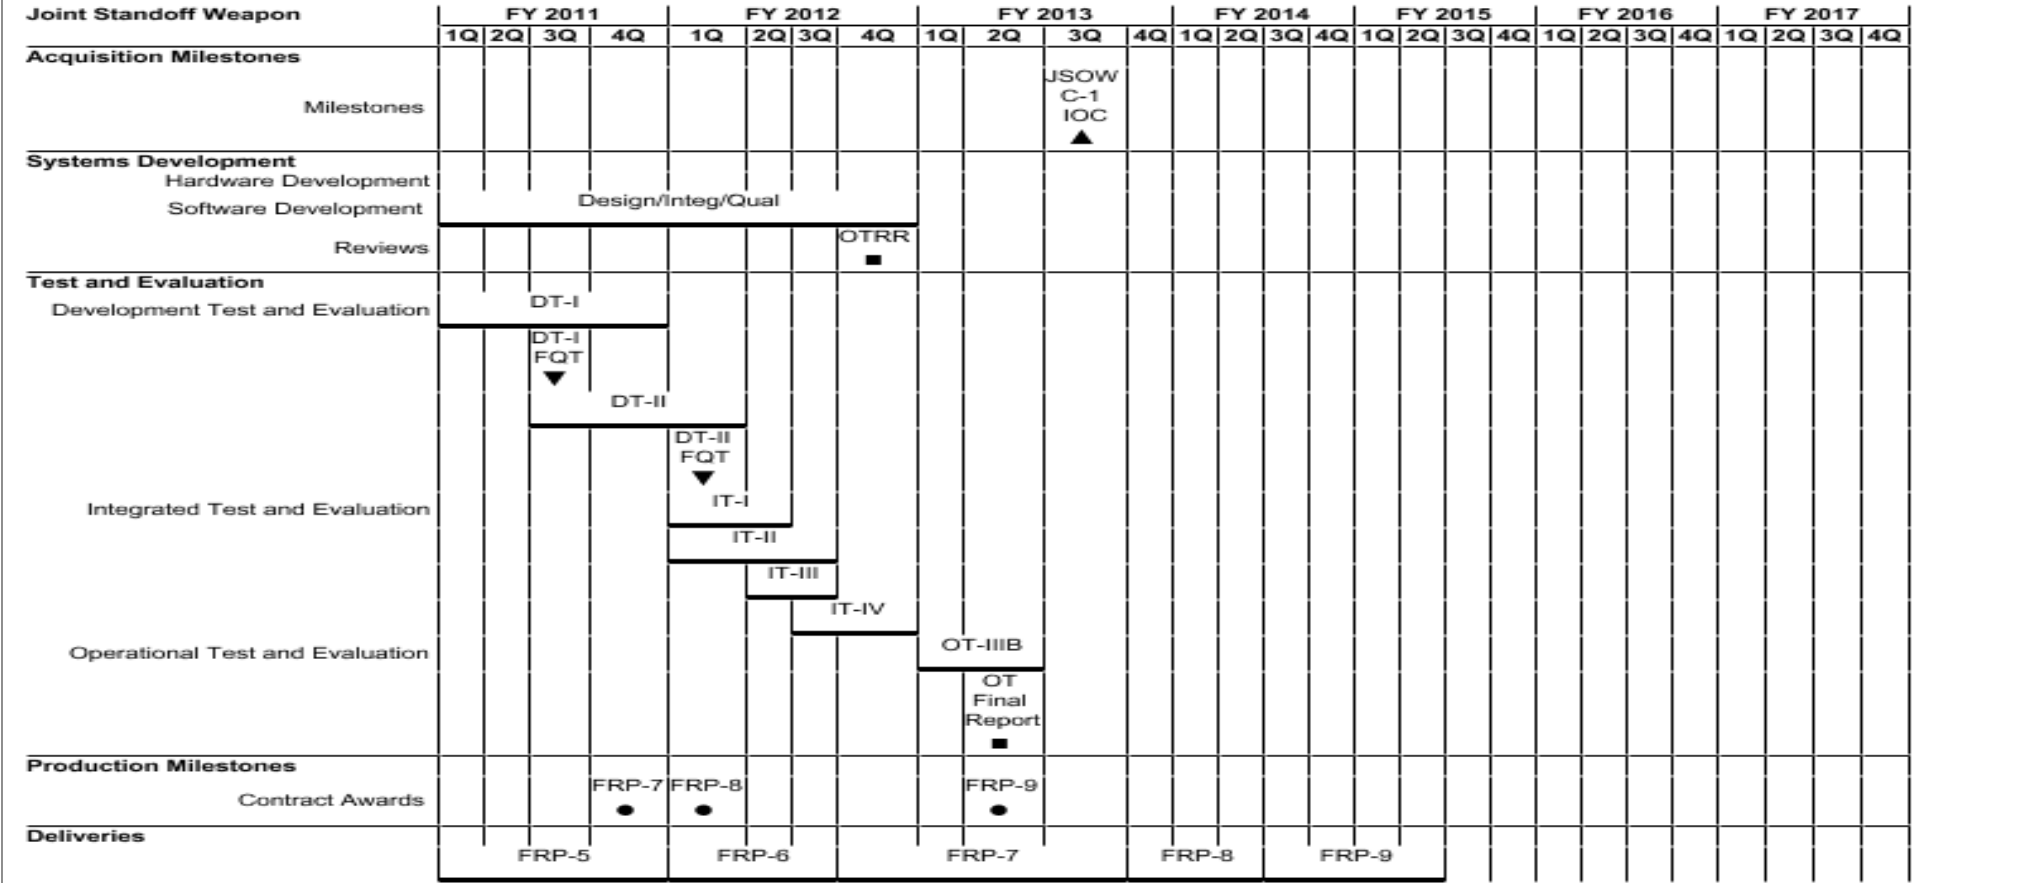 Joint Standoff Weapon FY 2011 FY 2012 FY 2013 FY 2014 FY 2015 FY 2016 FY 2017
1Q 2Q 3Q 4Q 1Q 2Q 3Q 4Q 1Q 2Q 3Q 4Q 1Q 2Q 3Q 4Q 1Q 2Q 3Q 4Q 1Q 2Q 3Q 4Q 1Q 2Q 3Q 4Q
Acquisition Milestones
JSOW
C-1
Milestones
IOC
Systems Development
Hardware Development
Design/Integ/Qual
Software Development
OTRR
Reviews
Test and Evaluation
DT-I
Development Test and Evaluation
DT-I
FQT
DT-II
DT-II
FQT
IT-I
Integrated Test and Evaluation
IT-II
IT-III
IT-IV
OT-IIIB
Operational Test and Evaluation
OT
Final
Report
Production Milestones
FRP-7 FRP-8 FRP-9
Contract Awards
Deliveries
FRP-5 FRP-6 FRP-7 FRP-8 FRP-9